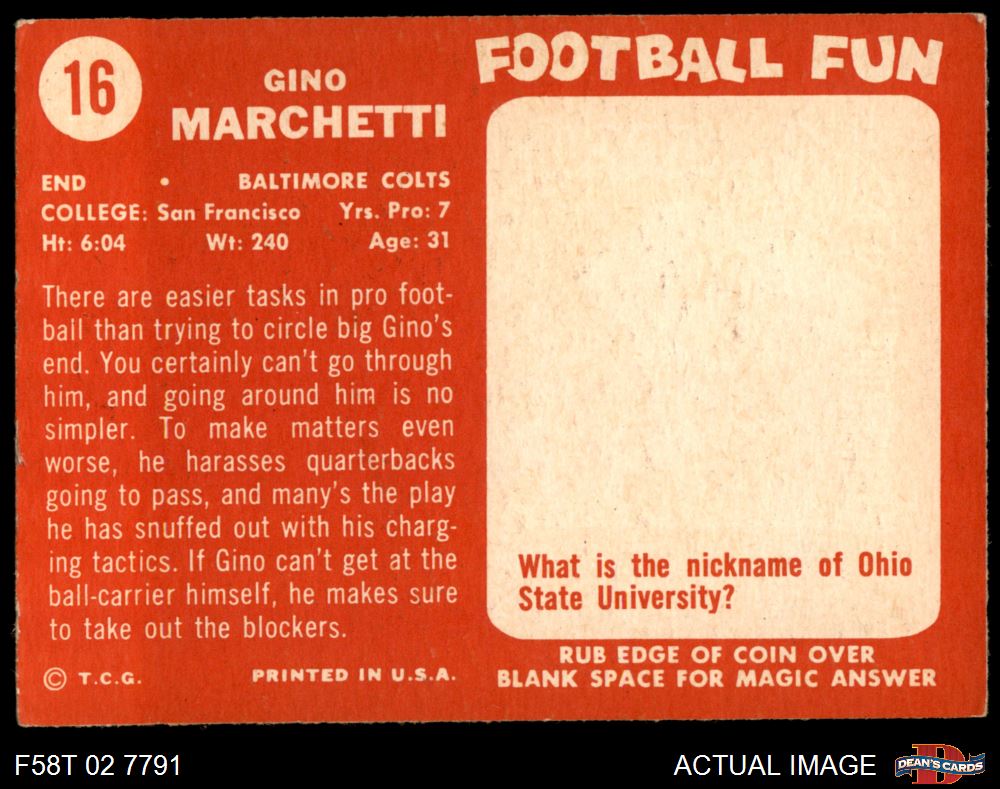 16
GINO
MARCHETTI
END • BALTIMORE COLTS
COLLEGE: San Francisco Yrs. Pro: 7
Ht: 6:04 Wt: 240 Age: 31
There are easier tasks in pro foot-
ball than trying to circle big Gino's
end. You certainly can't go through
him, and going around him is no
simpler. To make matters even
worse, he harasses quarterbacks
going to pass, and many's the play
he has snuffed out with his charg-
ing tactics. If Gino can't get at the
ball-carrier himself, he makes sure
to take out the blockers.
© T.C.G. PRINTED IN U.S.A.
FOOTBALL FUN
What is the nickname of Ohio
State University?
RUB EDGE OF COIN OVER
BLANK SPACE FOR MAGIC ANSWER
F58T 02 7791
ACTUAL IMAGE
D
DEAN'S CARDS